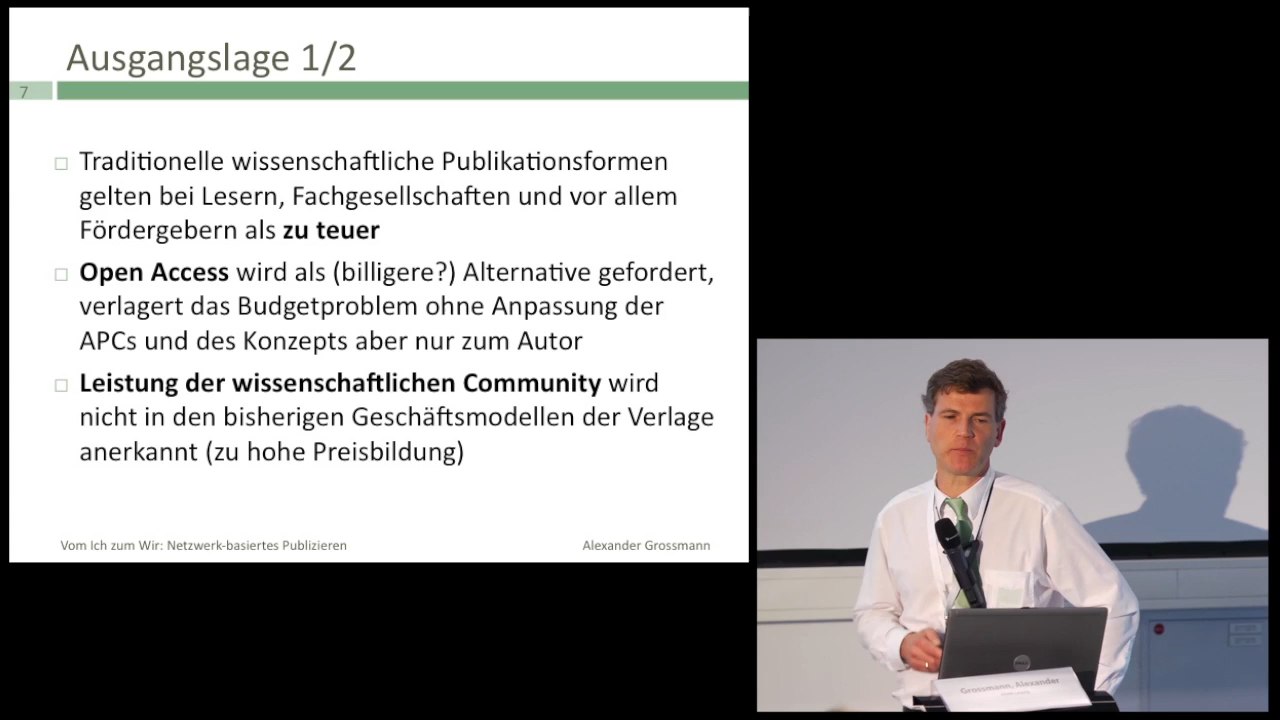 Ausgangslage 1/2
7
Traditionelle wissenschaftliche Publikationsformen
gelten bei Lesern, Fachgesellschaften und vor allem
Fördergebern als zu teuer
Open Access wird als (billigere?) Alternative gefordert,
verlagert das Budgetproblem ohne Anpassung der
APCs und des Konzepts aber nur zum Autor
Leistung der wissenschaftlichen Community wird
nicht in den bisherigen Geschäftsmodellen der Verlage
anerkannt (zu hohe Preisbildung)
Vom Ich zum Wir: Netzwerk-basiertes Publizieren
Alexander Grossmann
DELL
Grossmann, Alexander